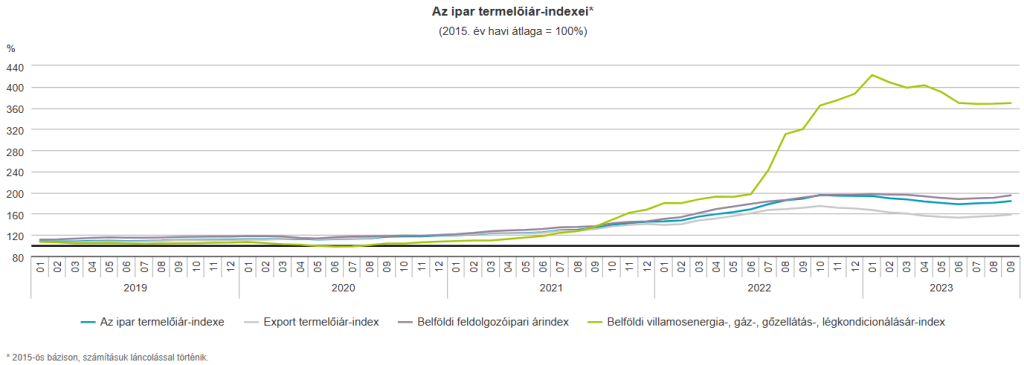 Az ipar termelőiár-indexei*
(2015. év havi átlaga = 100%)
%
440
400
360
320
280
240
200
160
120
80
01 02 03 04 05 06 07 08 09 10 11 12 01 02 03 04 05 06 07 08 09 10 11 12 01 02 03 04 05 06 07 08 09 10 11 12 01 02 03 04 05 06 07 08 09 10 11 12 01 02 03 04 05 06 07 08 09
2019 2020 2021 2022 2023
Az ipar termelőiár-indexe Export termelőiár-index Belföldi feldolgozóipari árindex Belföldi villamosenergia-, gáz-, gőzellátás-, légkondicionálásár-index
* 2015-ös bázison, számításuk láncolással történik.